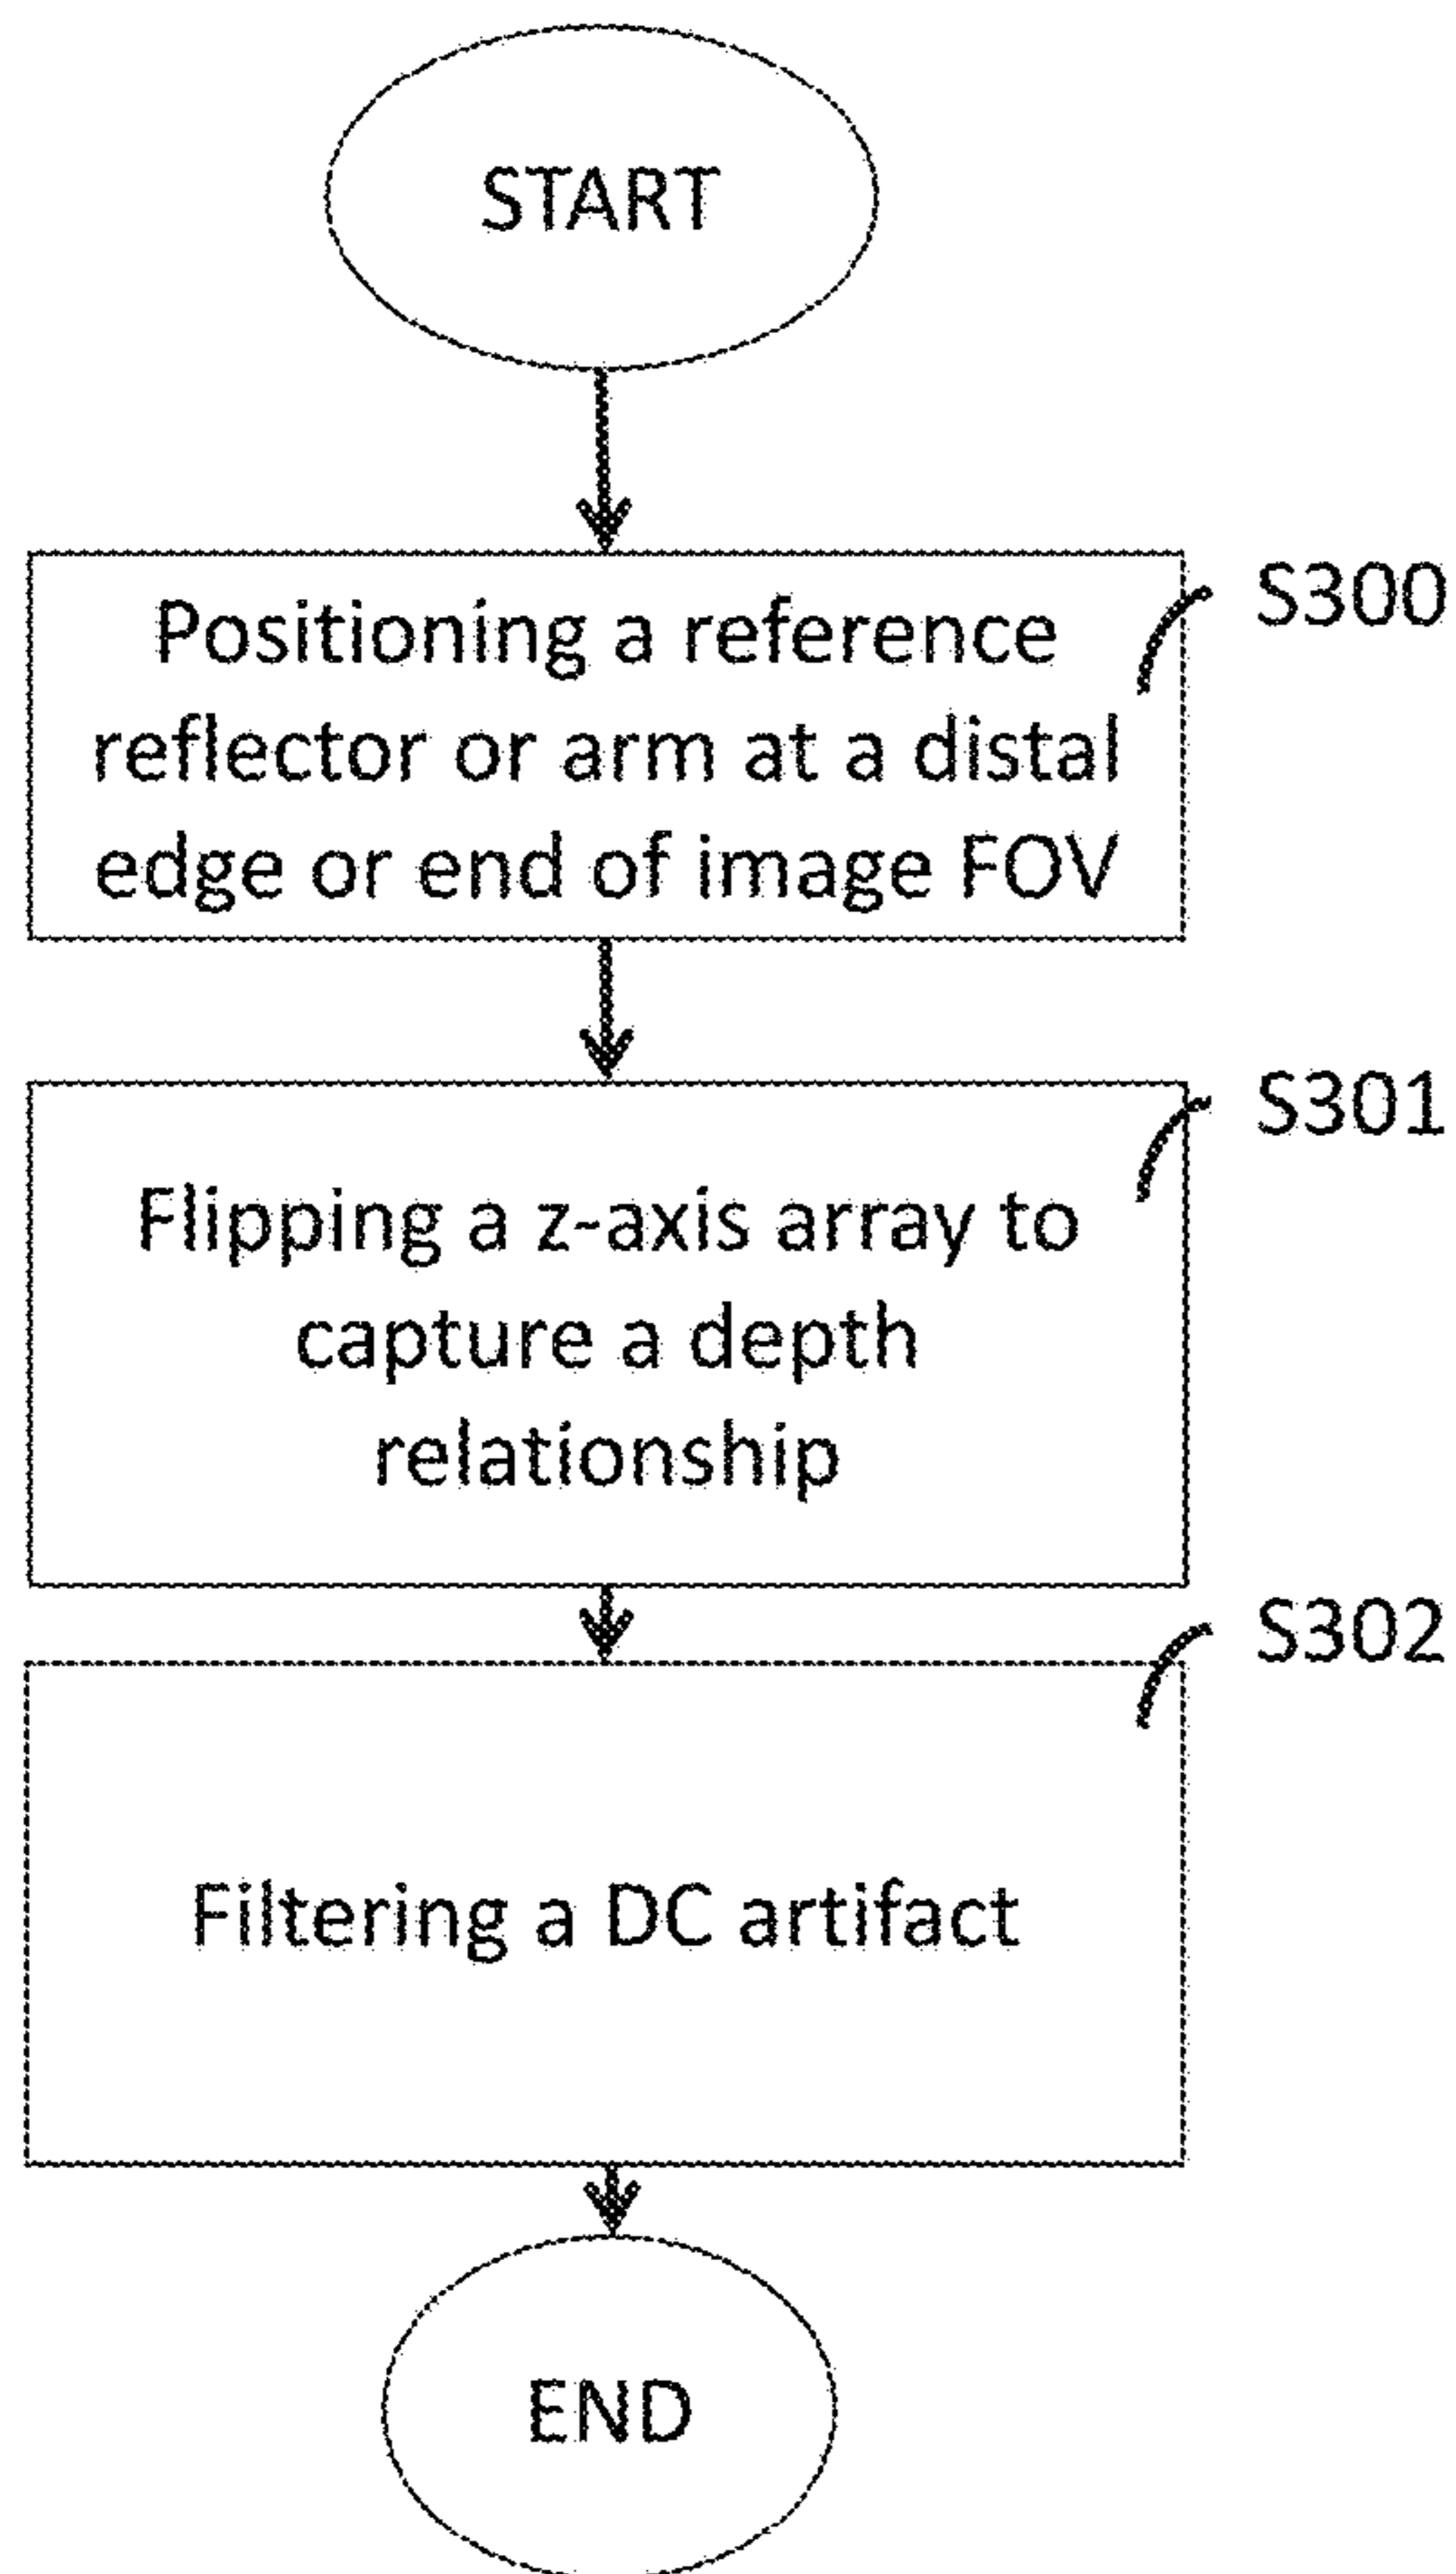 START
S300
Positioning a reference
reflector or arm at a distal
edge or end of image FOV
S301
Flipping a z-axis array to
capture a depth
relationship
S302
Filtering a DC artifact
END